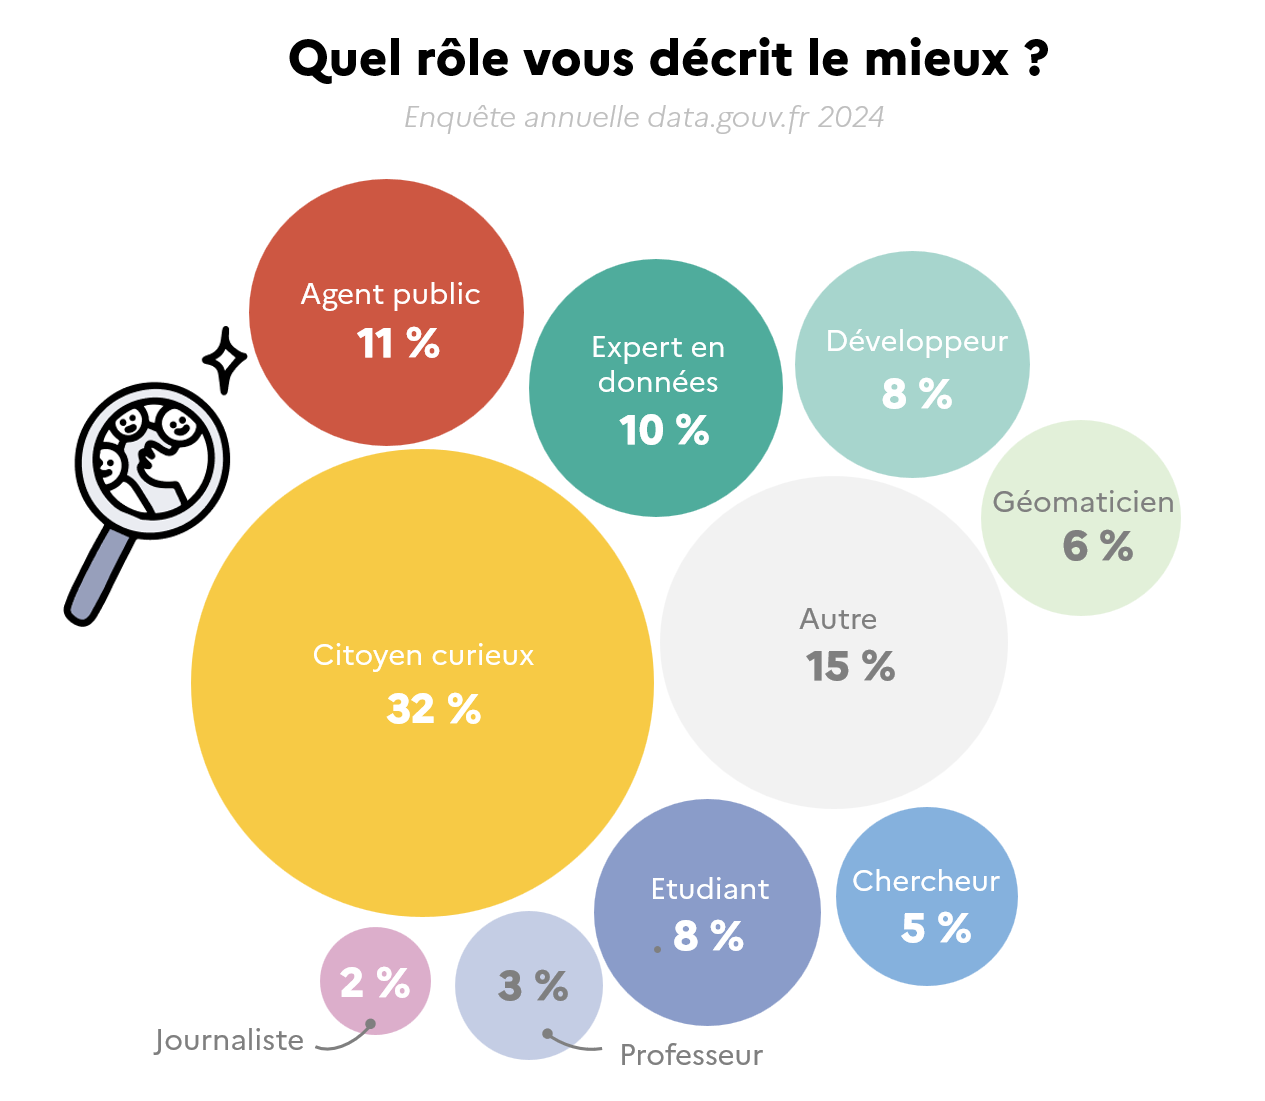 Quel rôle vous décrit le mieux ?
Enquête annuelle data.gouv.fr 2024
Agent public
11 %
Expert en
données
10 %
Développeur
8 %
Géomaticien
6 %
Citoyen curieux
32 %
Autre
15 %
Etudiant
8 %
Chercheur
5 %
2 %
Journaliste
3 %
Professeur